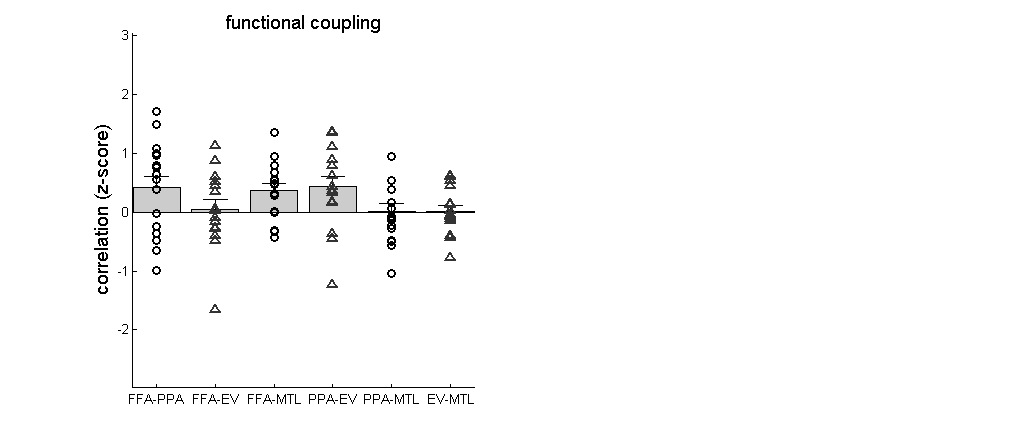 functional coupling
correlation (z-score)
3
2
1
0
-1
-2
FFA-PPA FFA-EV FFA-MTL PPA-EV PPA-MTL EV-MTL